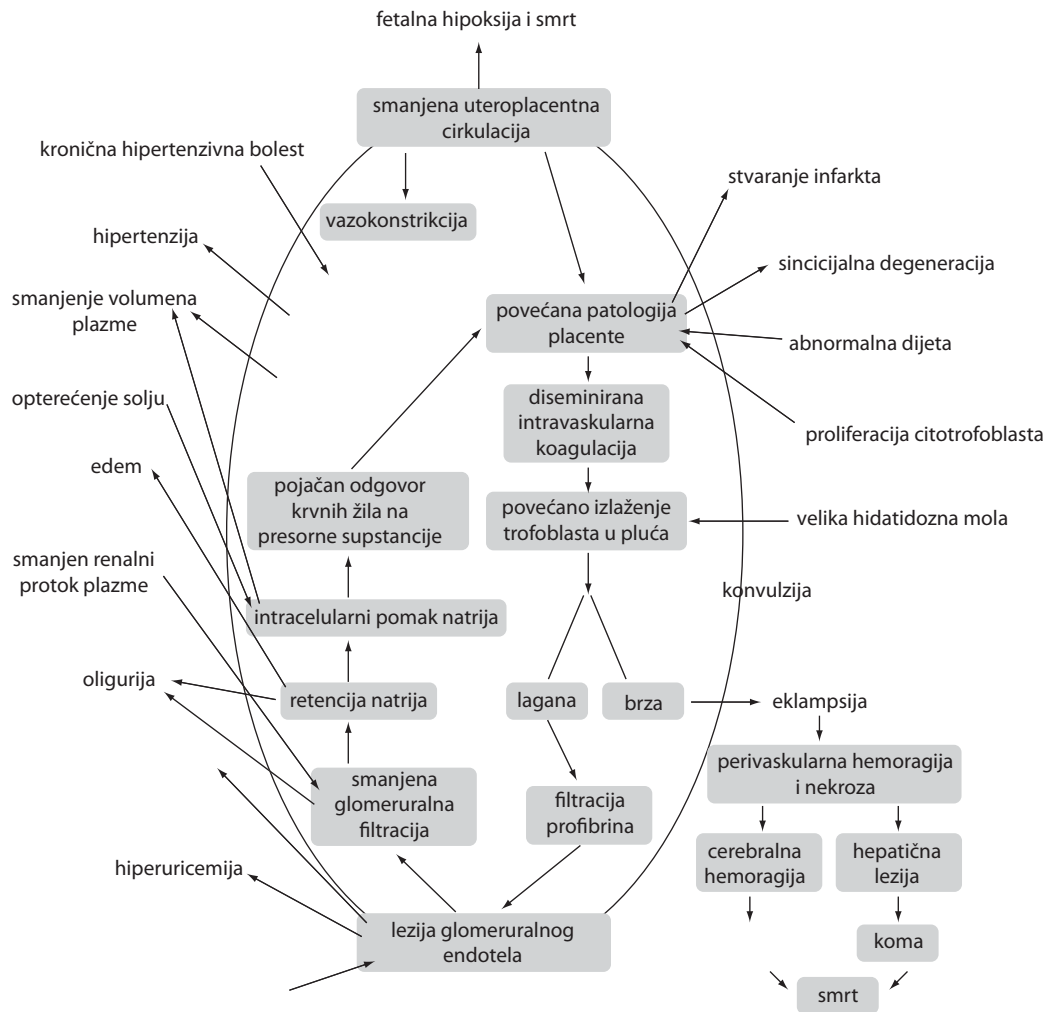 fetalna hipoksija i smrt
smanjena uteroplacentna
cirkulacija
kronična hipertenzivna bolest
stvaranje infarkta
vazokonstrikcija
hipertenzija
sincicijalna degeneracija
smanjenje volumena
plazme
povećana patologija
placente
abnormalna dijeta
opterećenje solju
diseminirana
intravaskularna
koagulacija
proliferacija citotrofoblasta
edem
pojačan odgovor
krvnih žila na
presorne supstancije
povećano izlaženje
trofoblasta u pluća
velika hidatidozna mola
smanjen renalni
protok plazme
konvulzija
intracelularni pomak natrija
oligurija
retencija natrija
lagana
brza
eklampsija
perivaskularna hemoragija
i nekroza
smanjena
glomeruralna
filtracija
filtracija
profibrina
cerebralna
hemoragija
hepatična
lezija
hiperuricemija
lezija glomeruralnog
endotela
koma
smrt